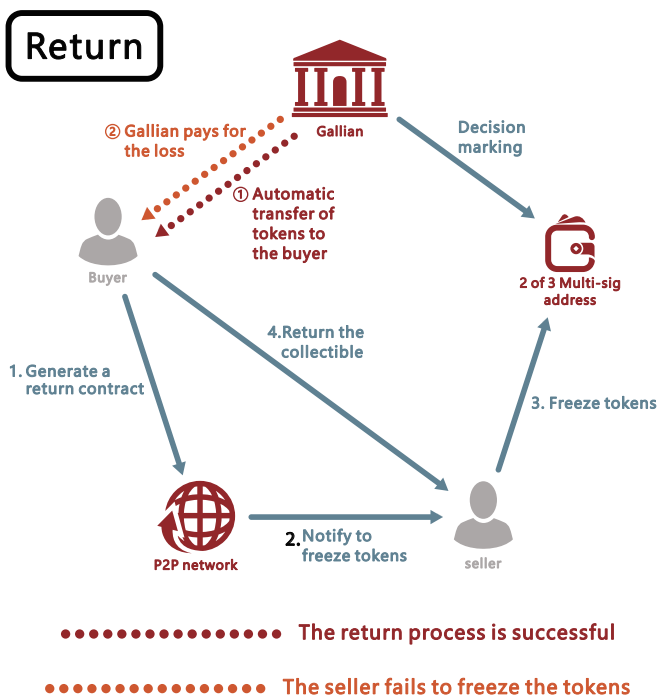 Return
Gallian
② Gallian pays for
the loss
① Automatic
transfer of
tokens to
the buyer
Decision
marking
Buyer
2 of 3 Multi-sig
address
4.Return the
collectible
1. Generate a
return contract
3. Freeze tokens
P2P network
2. Notify to
freeze tokens
seller
The return process is successful
The seller fails to freeze the tokens